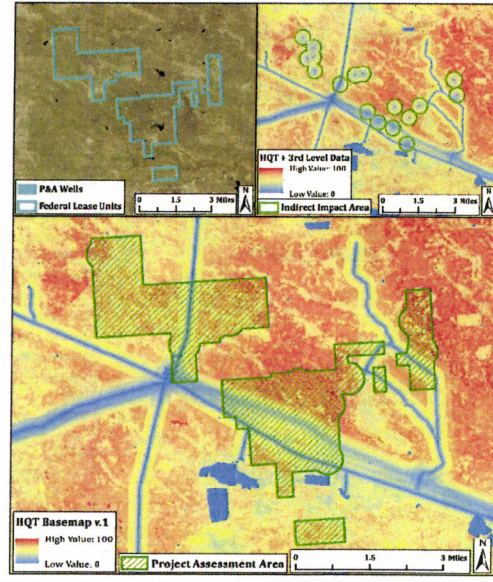 P&A Wells
Federal Lease Units
0 1.5 3 Miles
N
HQT + 3rd Level Data
High Value: 100
Low Value: 0
Indirect Impact Area
0 1.5 3 Miles
N
HQT Basemap v.1
High Value: 100
Low Value: 0
Project Assessment Area
0 1.5 3 Miles
N